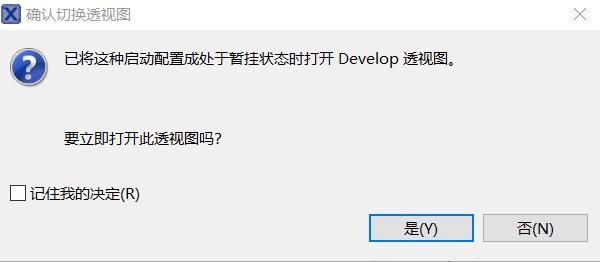 确认切换透视图
已将这种启动配置成处于暂挂状态时打开 Develop 透视图。
要立即打开此透视图吗？
记住我的决定(R)
是(Y)
否(N)